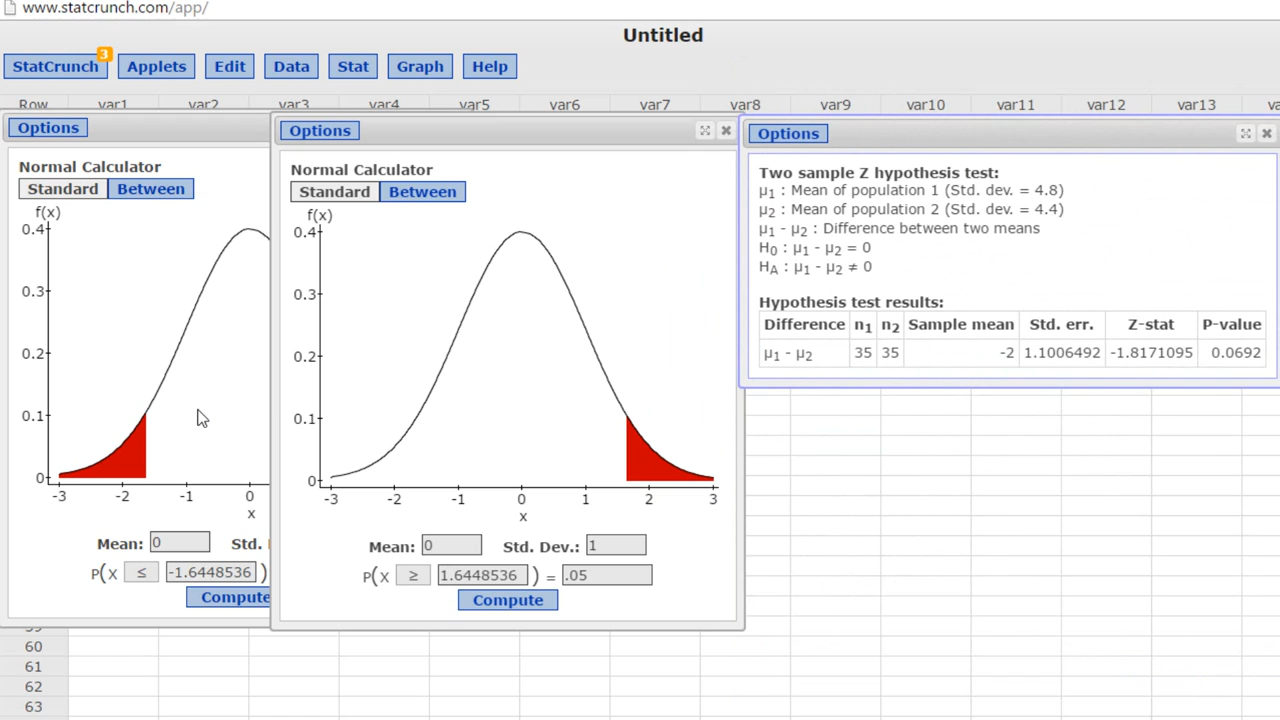 www.statcrunch.com/app/
Untitled
StatCrunch 3 Applets Edit Data Stat Graph Help
Row var1 var2 var3 var4 var5 var6 var7 var8 var9 var10 var11 var12 var13
Options
Normal Calculator
Standard Between
f(x)
0.4
0.3
0.2
0.1
0
-3 -2 -1 0
x
Mean: 0 Std.
P(X ≤ -1.6448536 )
Compute
Options
Normal Calculator
Standard Between
f(x)
0.4
0.3
0.2
0.1
0
-3 -2 -1 0 1 2 3
x
Mean: 0 Std. Dev.: 1
P(X ≥ 1.6448536 ) = .05
Compute
Options
Two sample Z hypothesis test:
μ1 : Mean of population 1 (Std. dev. = 4.8)
μ2 : Mean of population 2 (Std. dev. = 4.4)
μ1 - μ2 : Difference between two means
H0 : μ1 - μ2 = 0
HA : μ1 - μ2 ≠ 0
Hypothesis test results:
Difference n1 n2 Sample mean Std. err. Z-stat P-value
μ1 - μ2 35 35 -2 1.1006492 -1.8171095 0.0692
60
61
62
63